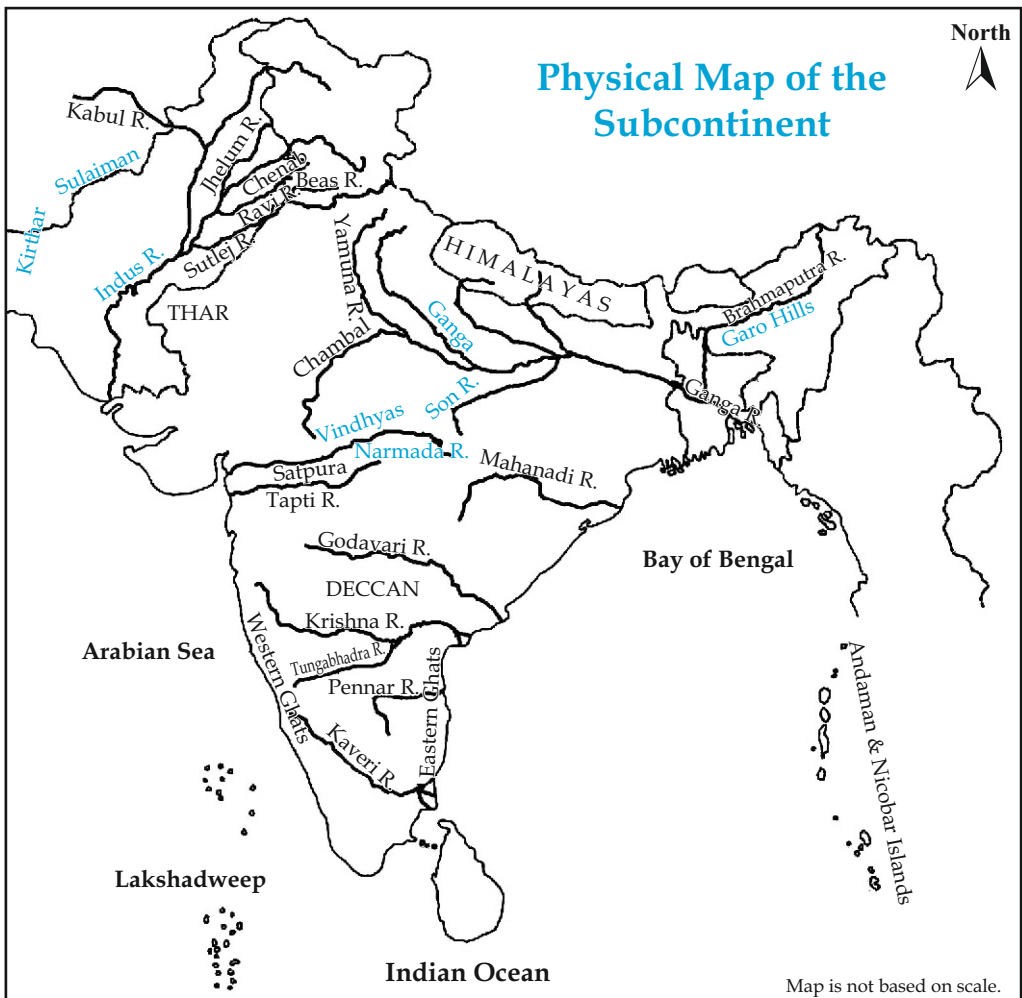 North
Physical Map of the
Subcontinent
Kabul R.
Jhelum R.
Sulaiman
Chenab
Beas R.
Kirthar
Ravi R.
Sutlej R.
Indus R.
Yamuna R.
HIMALAYAS
Brahmaputra R.
THAR
Garo Hills
Ganga
Chambal
Ganga R.
Son R.
Vindhyas
Narmada R.
Satpura
Mahanadi R.
Tapti R.
Godavari R.
Bay of Bengal
DECCAN
Krishna R.
Arabian Sea
Western Ghats
Tungabhadra R.
Pennar R.
Eastern Ghats
Kaveri R.
Andaman & Nicobar Islands
Lakshadweep
Indian Ocean
Map is not based on scale.